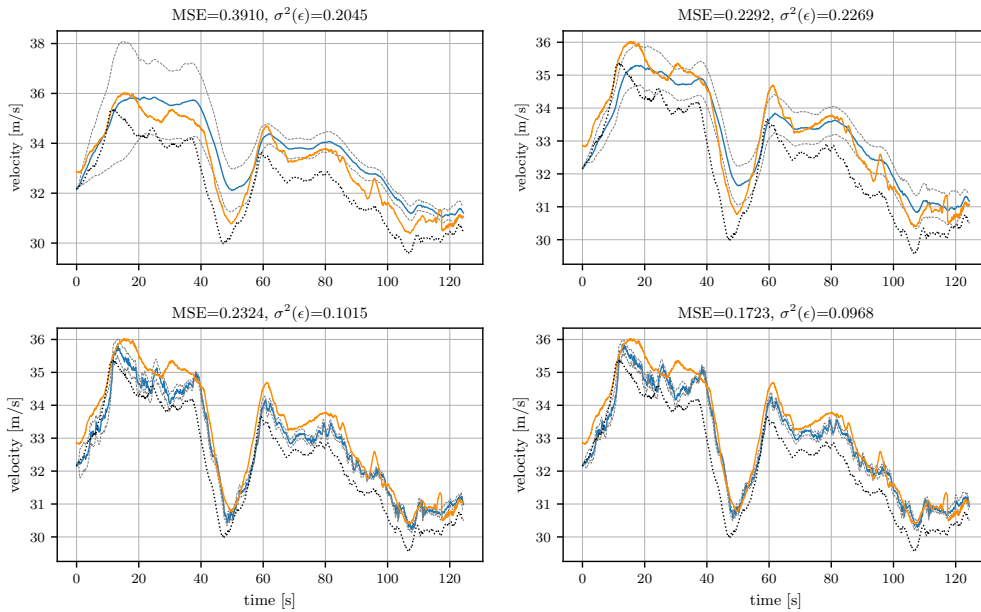 MSE=0.3910, σ²(ϵ)=0.2045
velocity [m/s]
38
36
34
32
30
0 20 40 60 80 100 120
MSE=0.2292, σ²(ϵ)=0.2269
velocity [m/s]
36
35
34
33
32
31
30
0 20 40 60 80 100 120
MSE=0.2324, σ²(ϵ)=0.1015
velocity [m/s]
36
35
34
33
32
31
30
0 20 40 60 80 100 120
time [s]
MSE=0.1723, σ²(ϵ)=0.0968
velocity [m/s]
36
35
34
33
32
31
30
0 20 40 60 80 100 120
time [s]